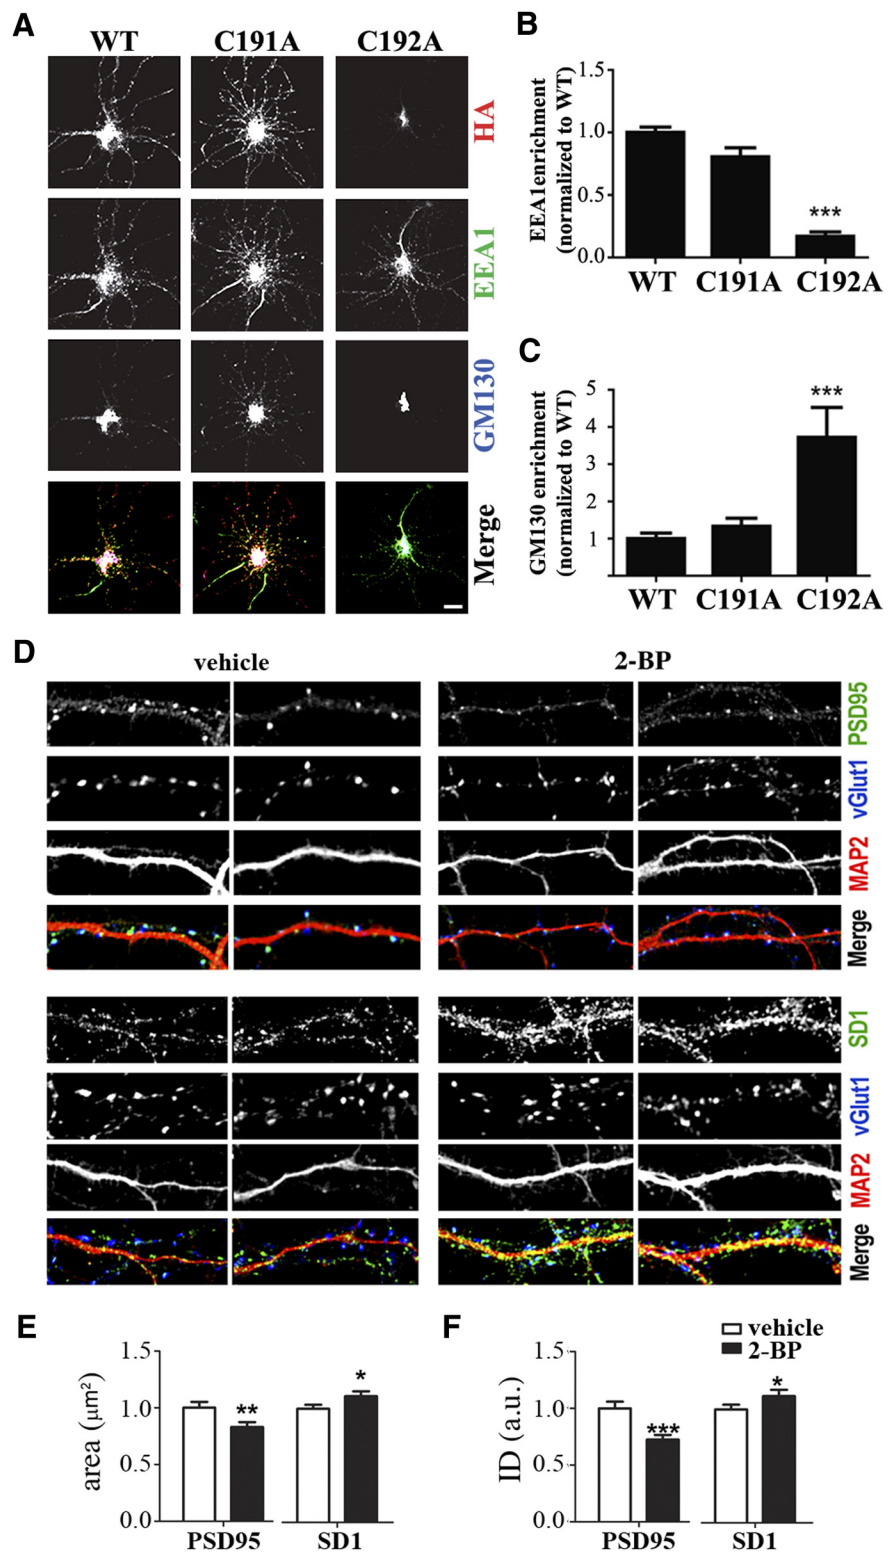 A
WT C191A C192A
HA
EEA1
GM130
Merge
B
EEA1enrichment
(normalized to WT)
1.5
1.0
0.5
0.0
***
WT C191A C192A
C
GM130 enrichment
(normalized to WT)
5
4
3
2
1
***
WT C191A C192A
D
vehicle 2-BP
PSD95
vGlut1
MAP2
Merge
SD1
vGlut1
MAP2
Merge
E
area (µm²)
1.5
1.0
0.5
0.0
** *
PSD95 SD1
F
vehicle
2-BP
ID (a.u.)
1.5
1.0
0.5
0.0
*** *
PSD95 SD1